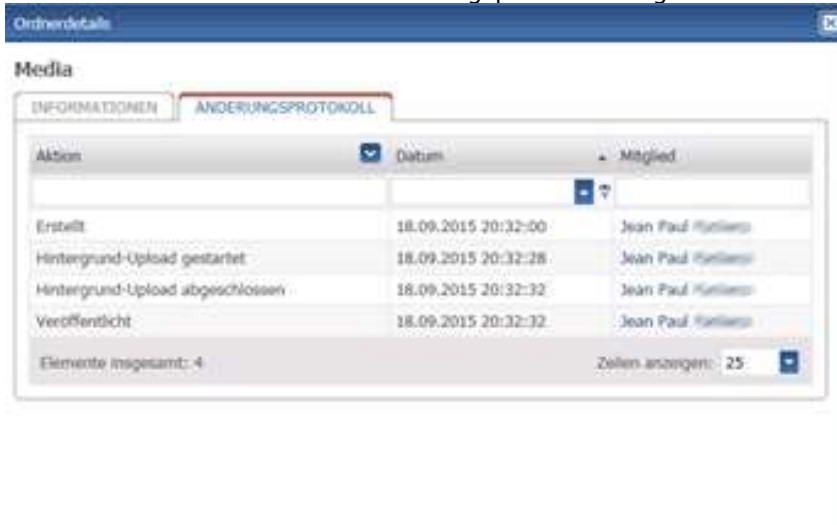 Ordnerdetails
Media
INFORMATIONEN ÄNDERUNGSPROTOKOLL
Aktion Datum Mitglied
Erstellt 18.09.2015 20:32:00 Jean Paul
Hintergrund-Upload gestartet 18.09.2015 20:32:28 Jean Paul
Hintergrund-Upload abgeschlossen 18.09.2015 20:32:32 Jean Paul
Veröffentlicht 18.09.2015 20:32:32 Jean Paul
Elemente insgesamt: 4 Zeilen anzeigen: 25